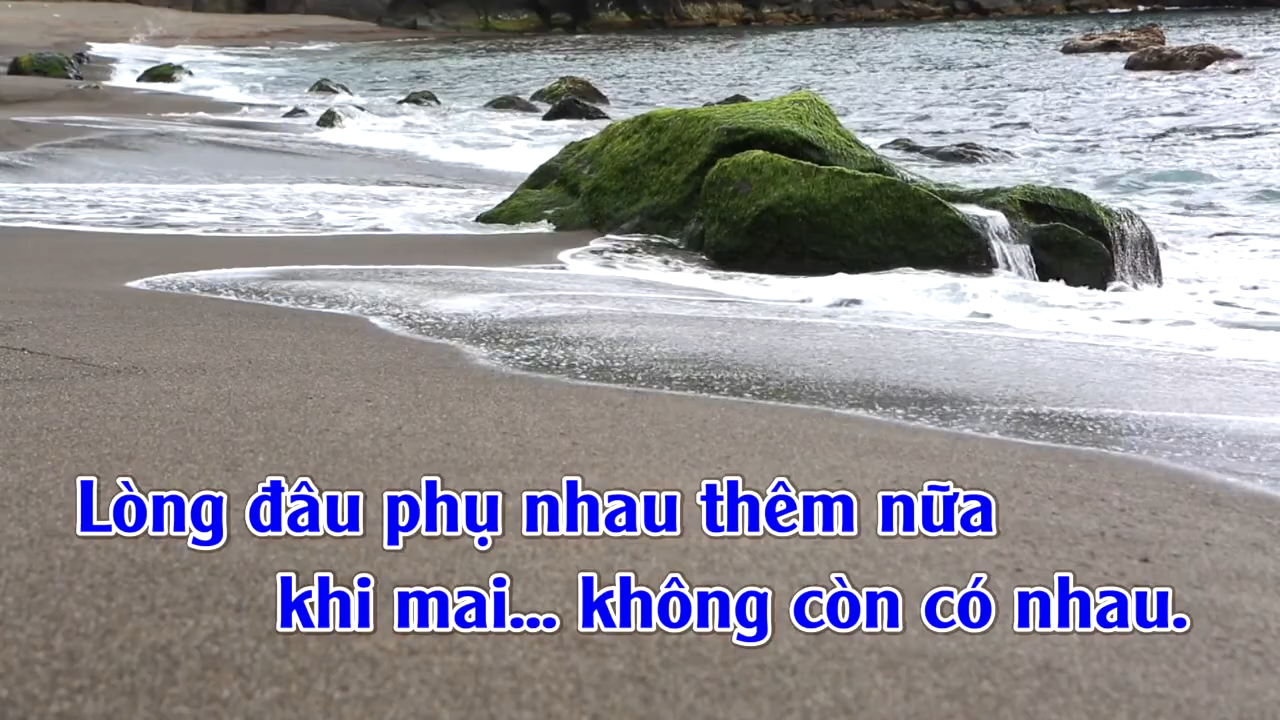 Lòng đâu phụ nhau thêm nữa
khi mai... không còn có nhau.